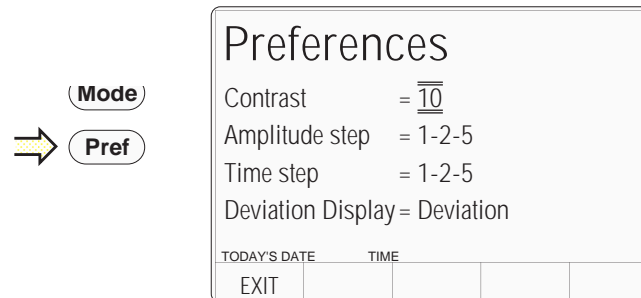 Mode
Pref
Preferences
Contrast = 10
Amplitude step = 1-2-5
Time step = 1-2-5
Deviation Display = Deviation
TODAY'S DATE TIME
EXIT